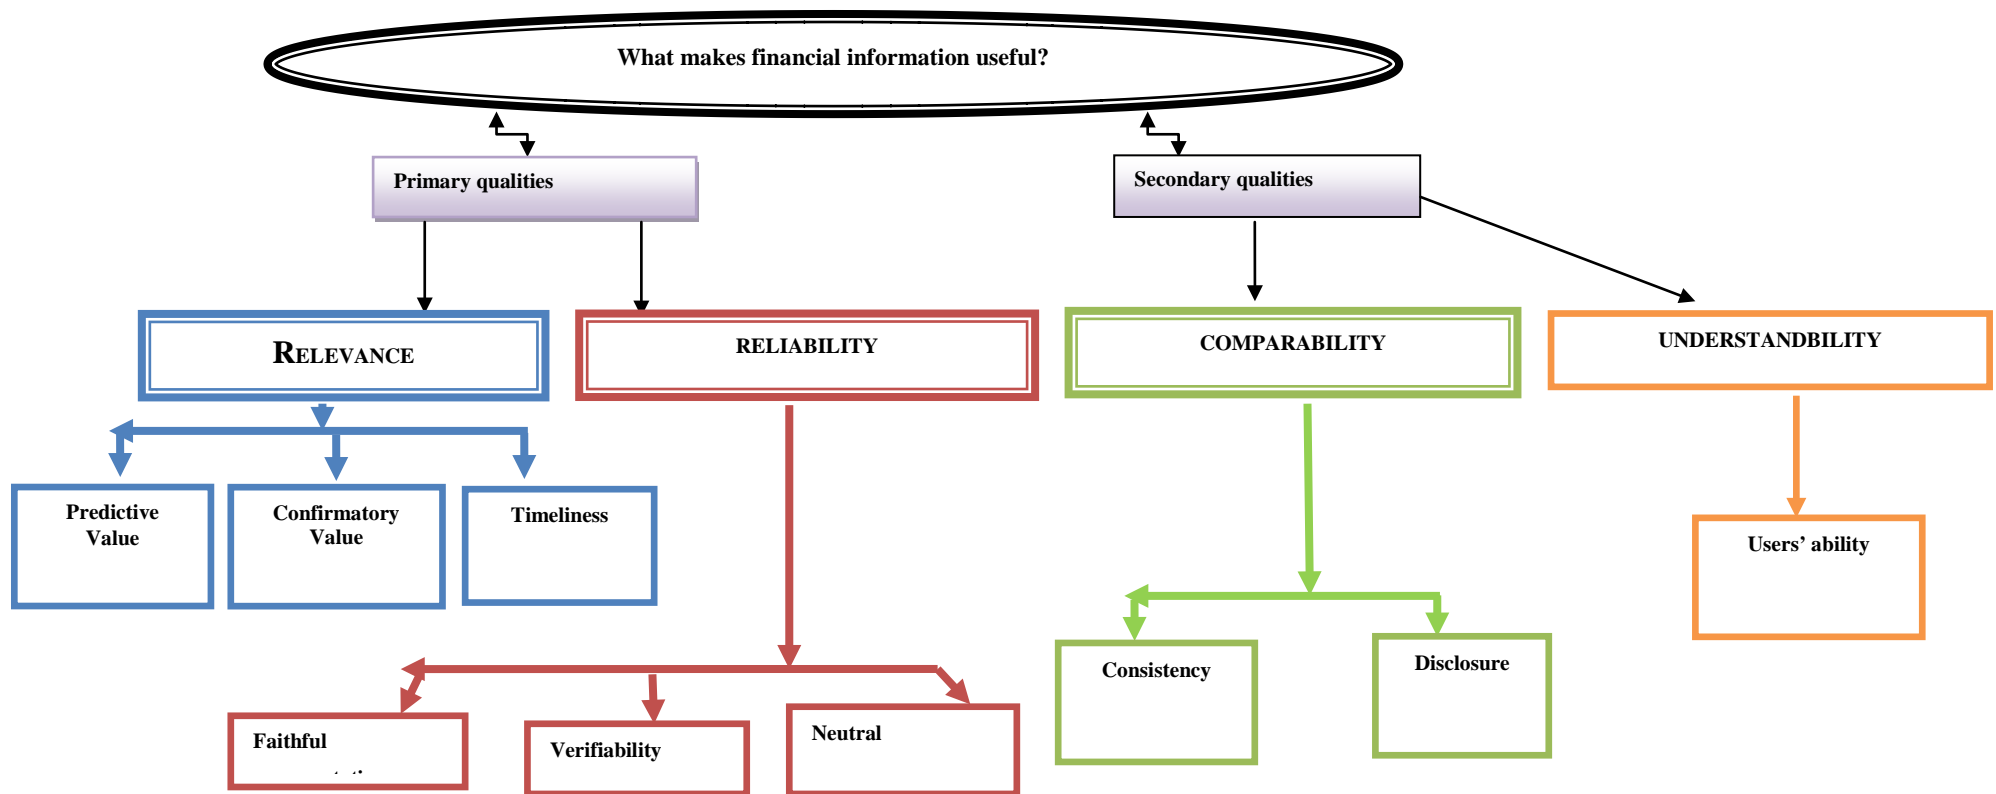 What makes financial information useful?
Primary qualities
Secondary qualities
RELEVANCE
RELIABILITY
COMPARABILITY
UNDERSTANDBILITY
Predictive
Value
Confirmatory
Value
Timeliness
Users’ ability
Consistency
Disclosure
Faithful
Verifiability
Neutral